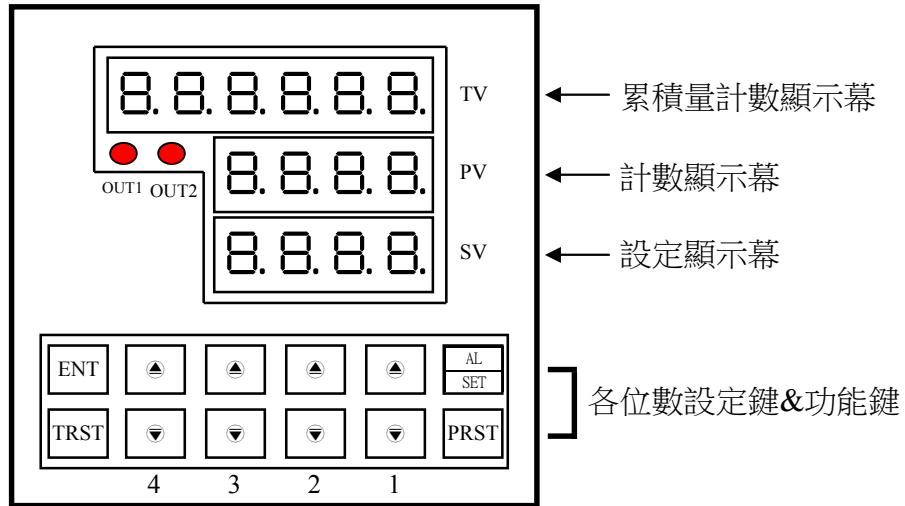 8.8.8.8.8.8. TV 累積量計數顯示幕
OUT1 OUT2 8.8.8.8. PV 計數顯示幕
8.8.8.8. SV 設定顯示幕
ENT AL
SET
各位數設定鍵&功能鍵
TRST PRST
4 3 2 1